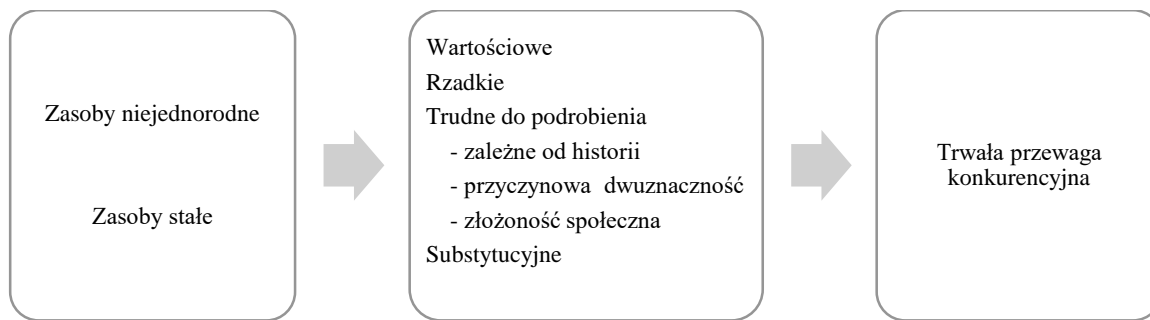 Zasoby niejednorodne
Zasoby stałe
Wartościowe
Rzadkie
Trudne do podrobienia
- zależne od historii
- przyczynowa dwuznaczność
- złożoność społeczna
Substytucyjne
Trwała przewaga
konkurencyjna